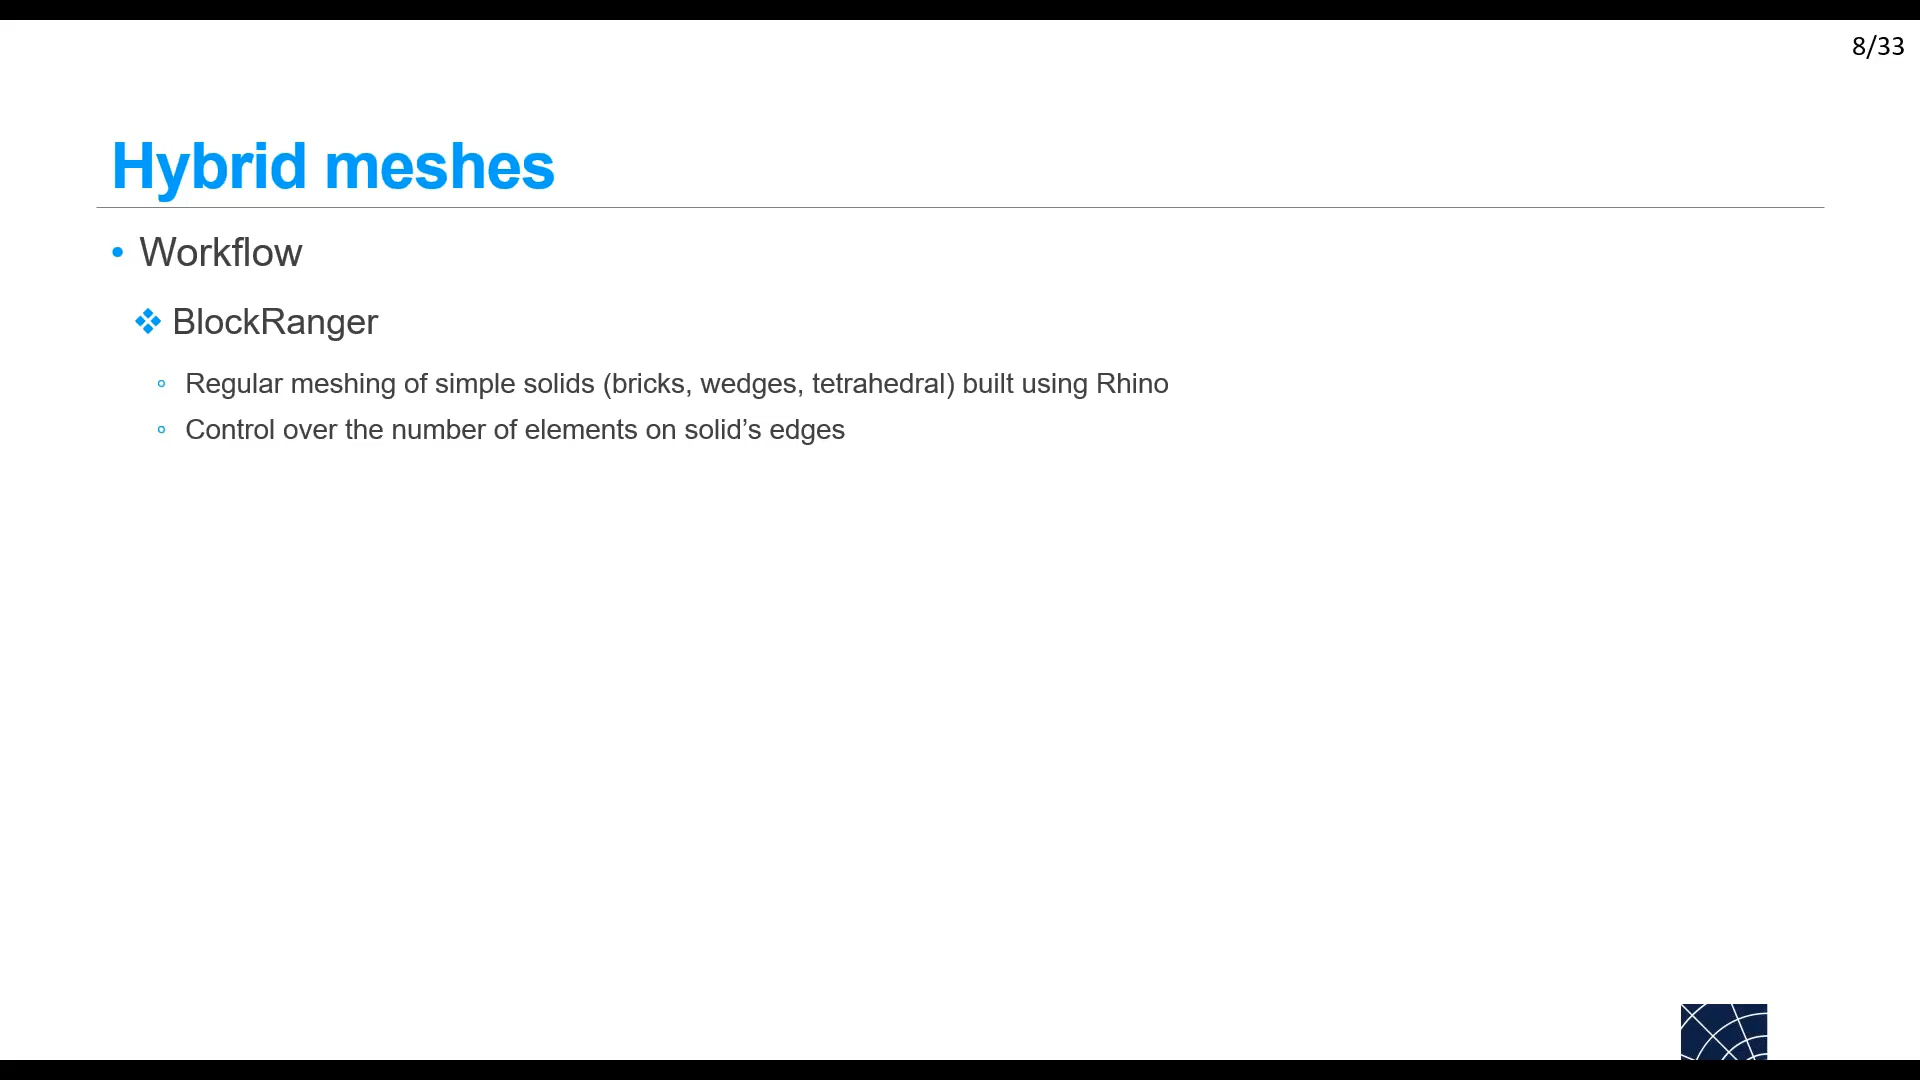 8/33
Hybrid meshes
• Workflow
❖ BlockRanger
◦ Regular meshing of simple solids (bricks, wedges, tetrahedral) built using Rhino
◦ Control over the number of elements on solid’s edges